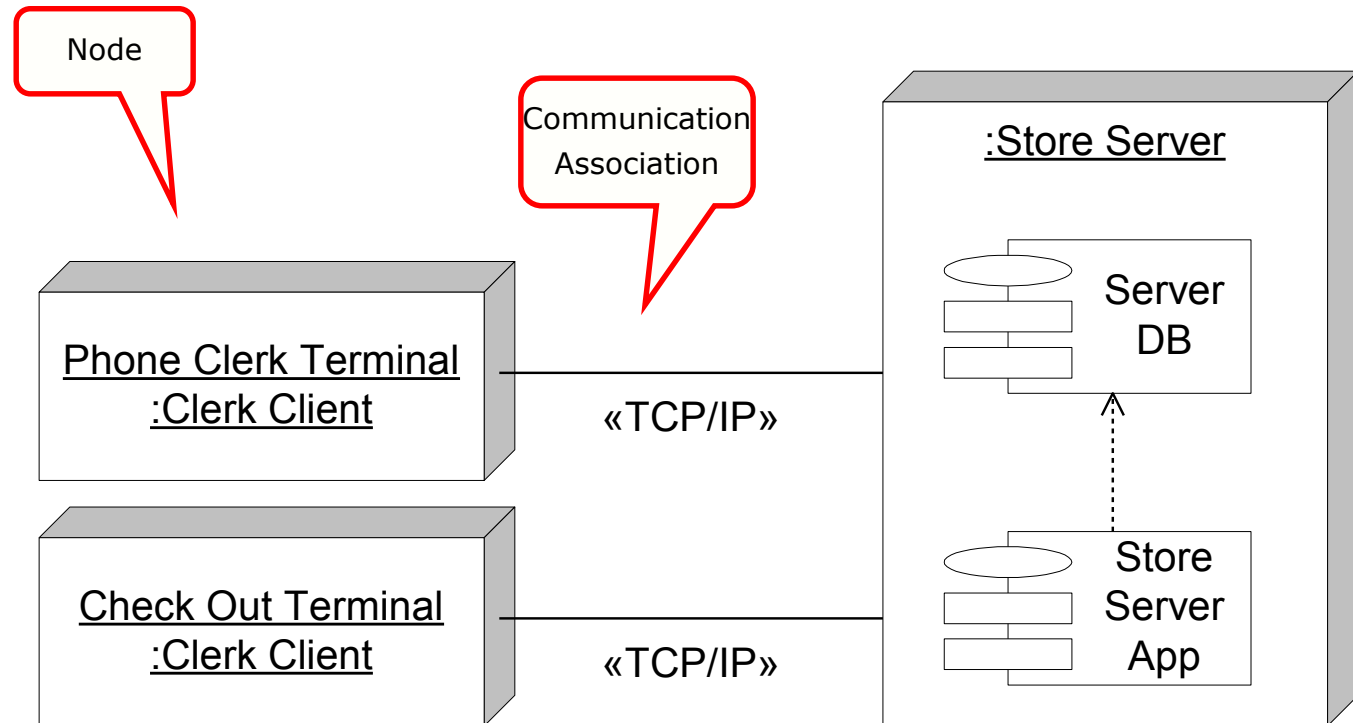 Node
Communication
Association
:Store Server
Server
DB
Phone Clerk Terminal
:Clerk Client
«TCP/IP»
Store
Server
App
Check Out Terminal
:Clerk Client
«TCP/IP»